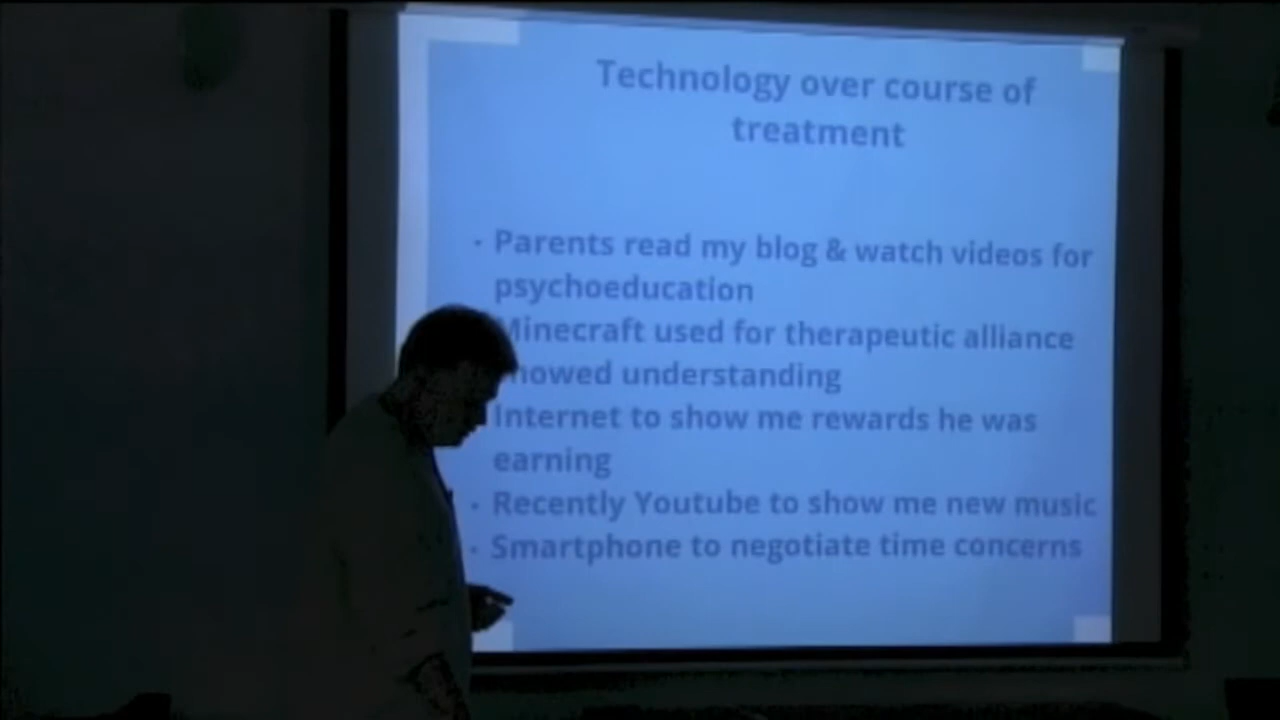 Technology over course of
treatment
· Parents read my blog & watch videos for
psychoeducation
Minecraft used for therapeutic alliance
showed understanding
Internet to show me rewards he was
earning
· Recently Youtube to show me new music
· Smartphone to negotiate time concerns